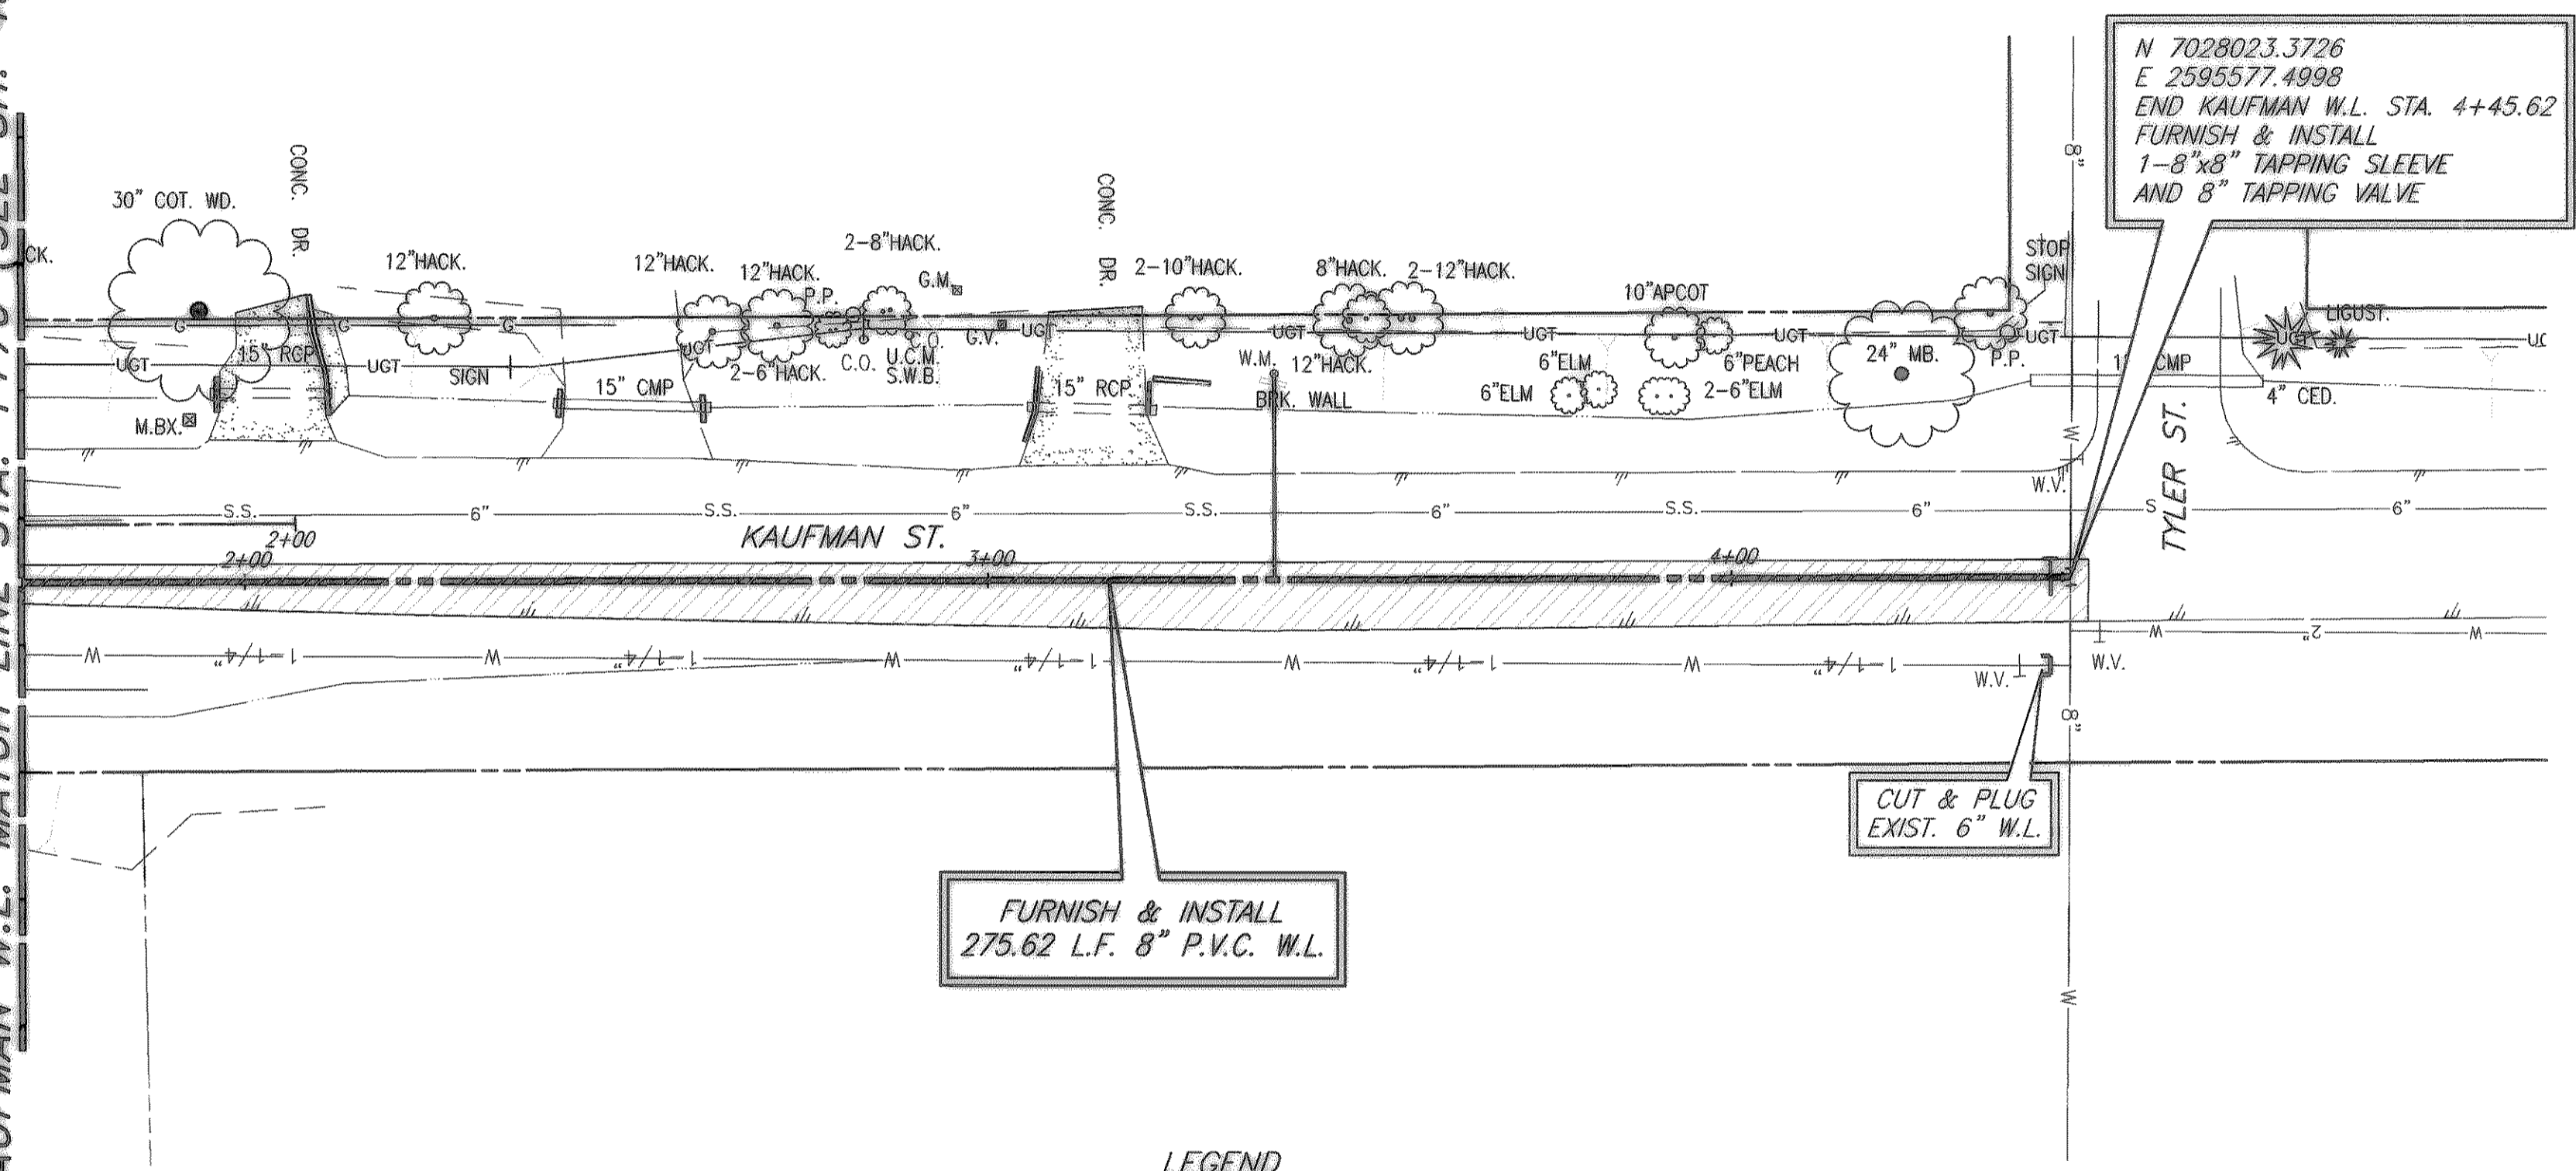 N 7028023.3726
E 2595577.4998
END KAUFMAN W.L. STA. 4+45.62
FURNISH & INSTALL
1-8"x8" TAPPING SLEEVE
AND 8" TAPPING VALVE
8"
CONC. DR.
CONC. DR.
30" COT. WD.
CK.
12"HACK.
12"HACK.
12"HACK.
P.P.
2-8"HACK.
G.M.
2-10"HACK.
8"HACK.
2-12"HACK.
10"APCOT
STOP
SIGN
LIGUST.
G
G
G
UGT
UGT
UGT
UGT
UGT
UGT
UGT
UGT
UGT
UGT
15" RCP
SIGN
15" CMP
2-6"HACK.
C.O.
C.O.
U.C.M.
S.W.B.
G.V.
15" RCP
W.M.
12"HACK.
BRK. WALL
6"ELM
6"ELM
6"PEACH
2-6"ELM
24" MB.
P.P.
CMP
4" CED.
M.BX.
W
W.V.
TYLER ST.
S.S.
6"
S.S.
6"
S.S.
6"
S.S.
6"
S
6"
KAUFMAN ST.
2+00
2+00
3+00
4+00
W
1-1/4"
W
1-1/4"
W
1-1/4"
W
1-1/4"
W
1-1/4"
W.V.
W
2"
W
W.V.
8"
CUT & PLUG
EXIST. 6" W.L.
FURNISH & INSTALL
275.62 L.F. 8" P.V.C. W.L.
W
LEGEND